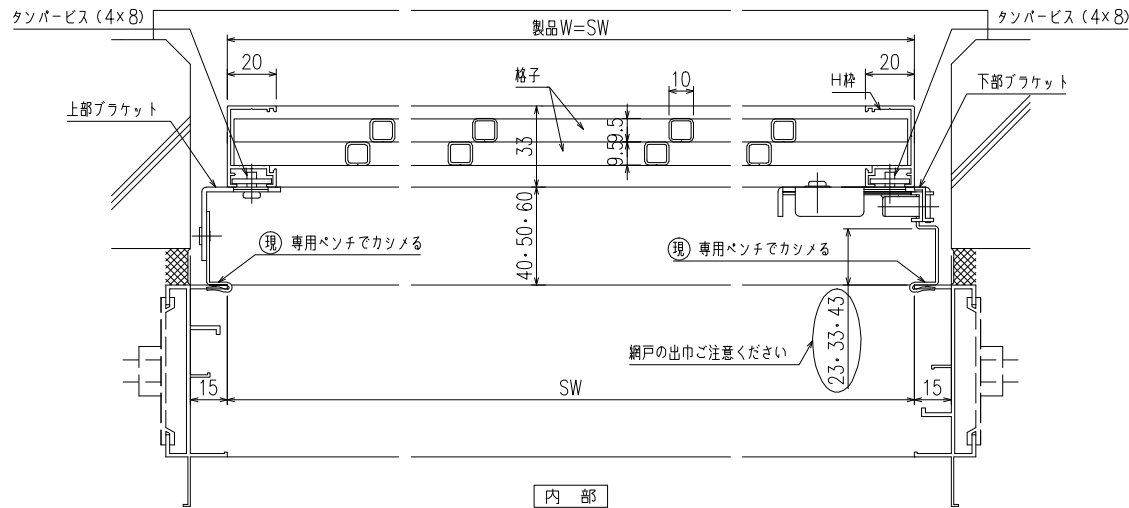 タンパービス（4×8）
タンパービス（4×8）
製品W=SW
20
格子
10
H枠
20
下部ブラケット
上部ブラケット
33
9.5
9.5
40・50・60
現 専用ペンチでカシメる
現 専用ペンチでカシメる
23・33・43
網戸の出巾ご注意ください
15
SW
15
内 部